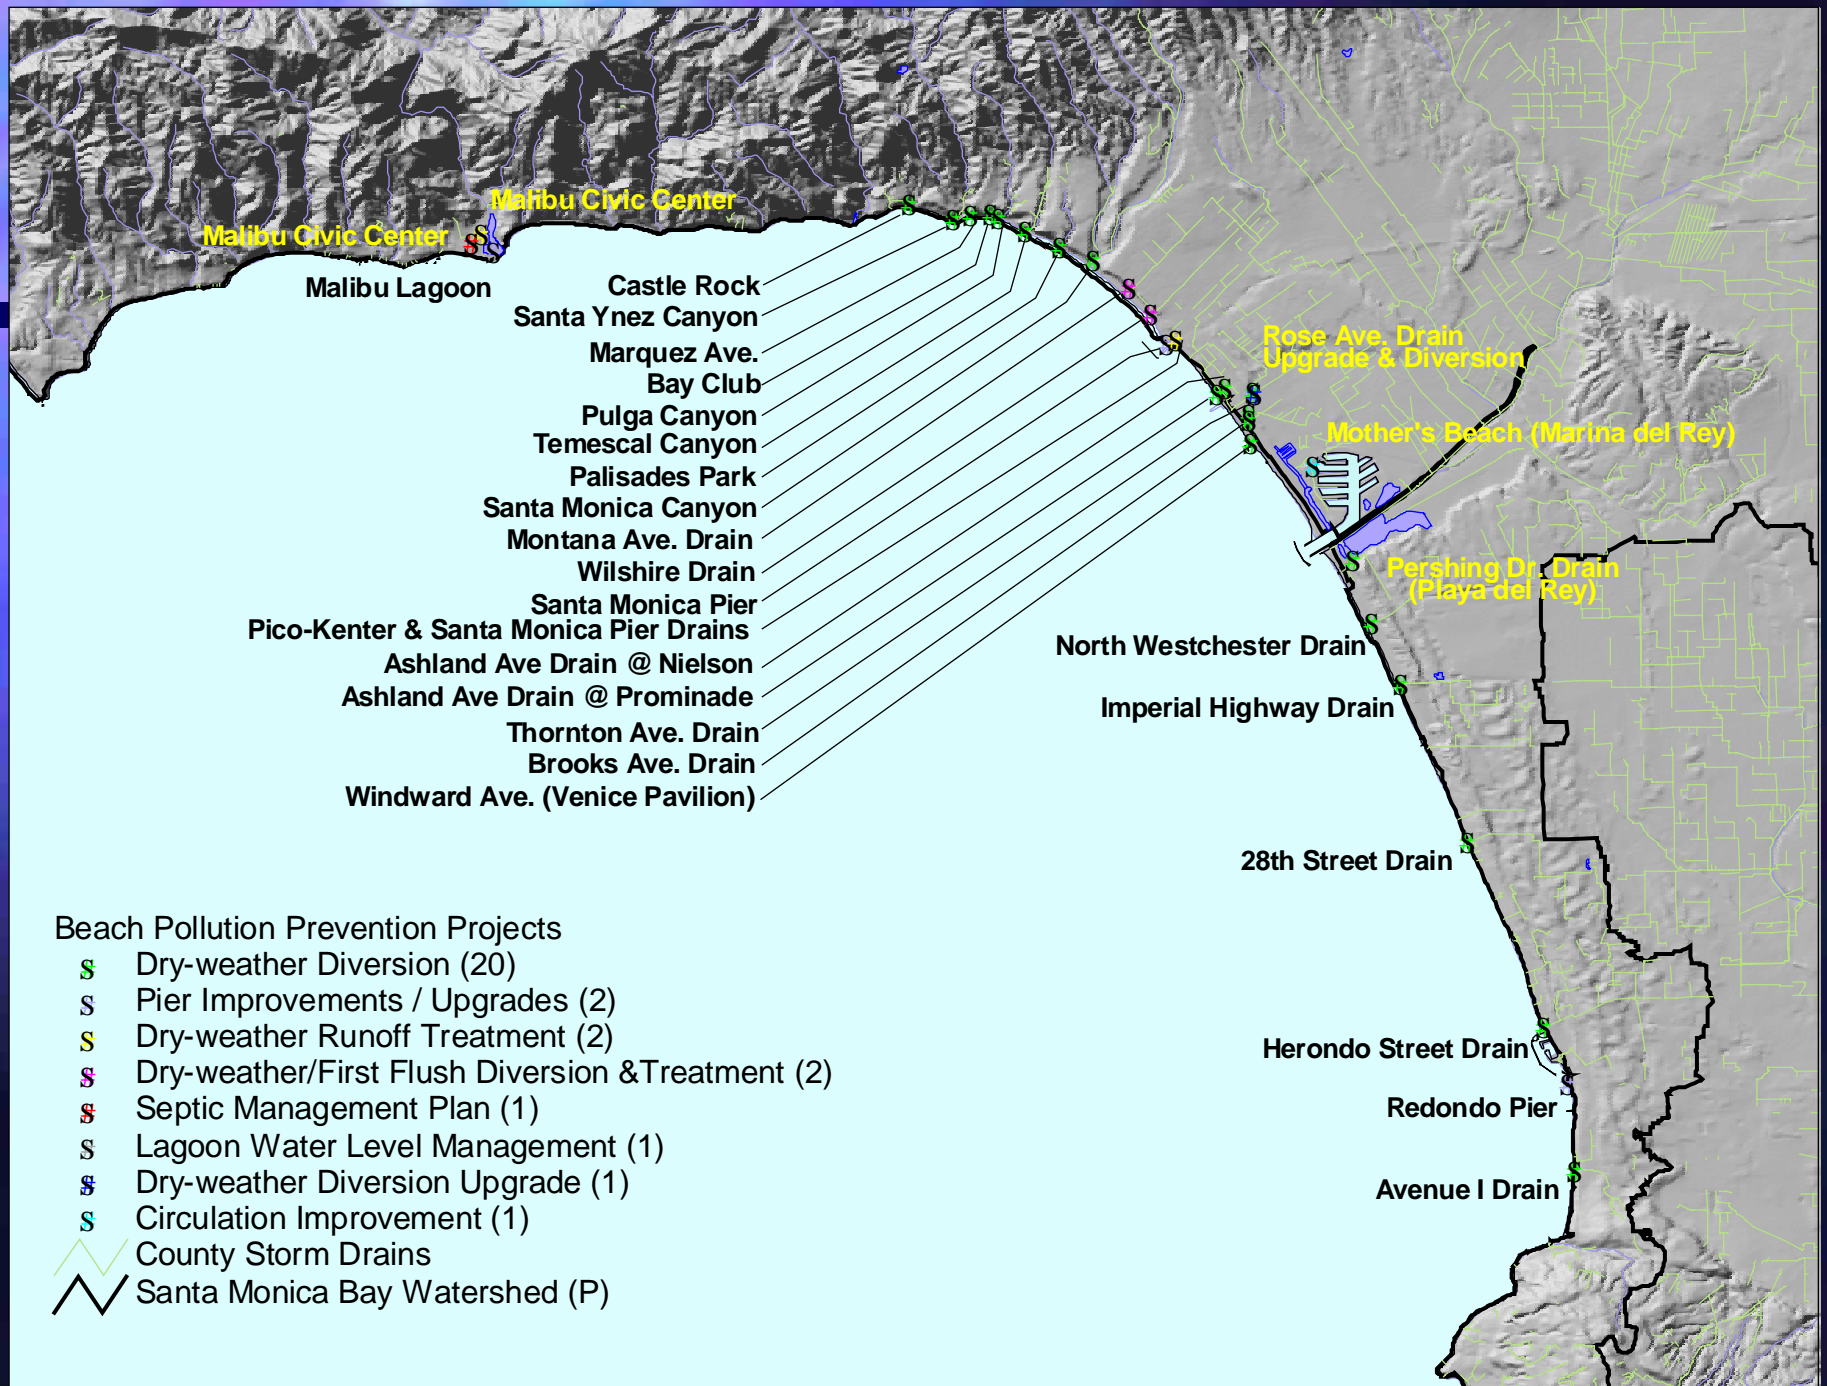 Malibu Civic Center
Malibu Civic Center
Malibu Lagoon
Castle Rock
Santa Ynez Canyon
Marquez Ave.
Bay Club
Pulga Canyon
Temescal Canyon
Palisades Park
Santa Monica Canyon
Montana Ave. Drain
Wilshire Drain
Santa Monica Pier
Pico-Kenter & Santa Monica Pier Drains
Ashland Ave Drain @ Nielson
Ashland Ave Drain @ Prominade
Thornton Ave. Drain
Brooks Ave. Drain
Windward Ave. (Venice Pavilion)
Rose Ave. Drain
Upgrade & Diversion
Mother's Beach (Marina del Rey)
Pershing Dr. Drain
(Playa del Rey)
North Westchester Drain
Imperial Highway Drain
28th Street Drain
Herondo Street Drain
Redondo Pier
Avenue I Drain
Beach Pollution Prevention Projects
S Dry-weather Diversion (20)
S Pier Improvements / Upgrades (2)
S Dry-weather Runoff Treatment (2)
S Dry-weather/First Flush Diversion &Treatment (2)
S Septic Management Plan (1)
S Lagoon Water Level Management (1)
S Dry-weather Diversion Upgrade (1)
S Circulation Improvement (1)
County Storm Drains
Santa Monica Bay Watershed (P)